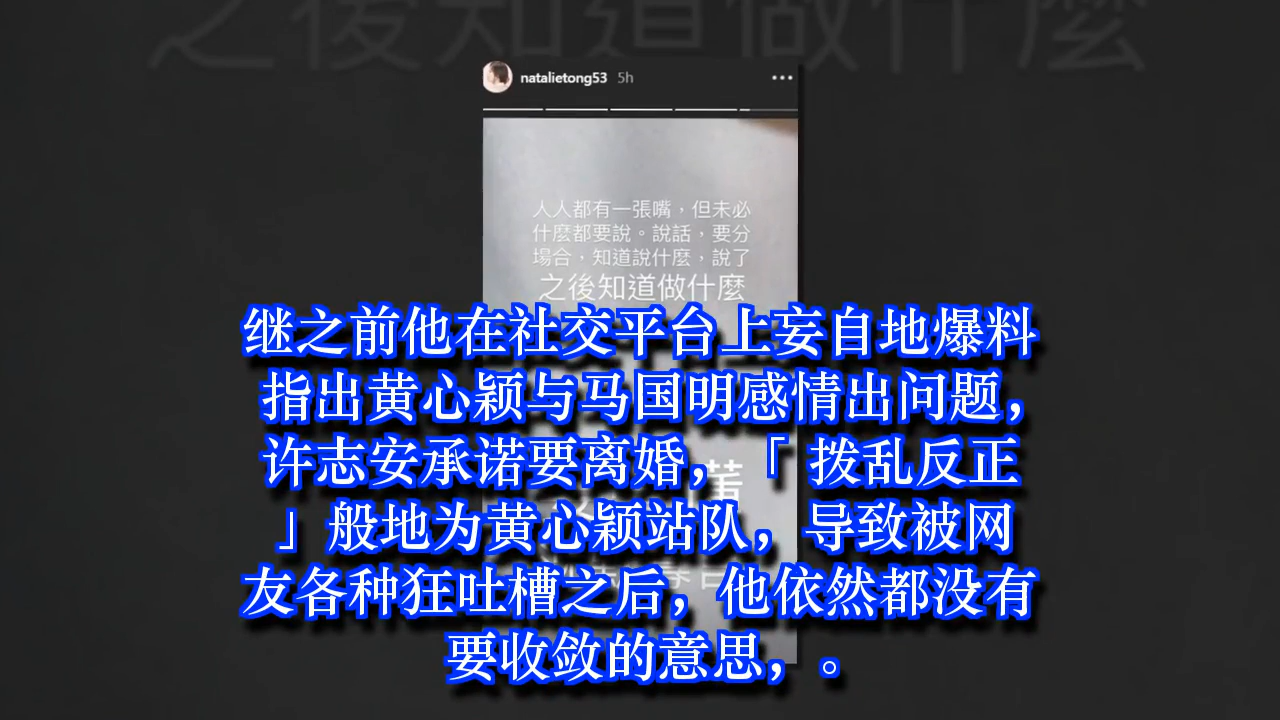 之後知道做什麼
natalietong53 5h
人人都有一張嘴，但未必
什麼都要說。說話，要分
場合，知道說什麼，說了
之後知道做什麼
继之前他在社交平台上妄自地爆料
指出黄心颖与马国明感情出问题，
许志安承诺要离婚，「 拨乱反正
」般地为黄心颖站队，导致被网
友各种狂吐槽之后，他依然都没有
要收敛的意思，。